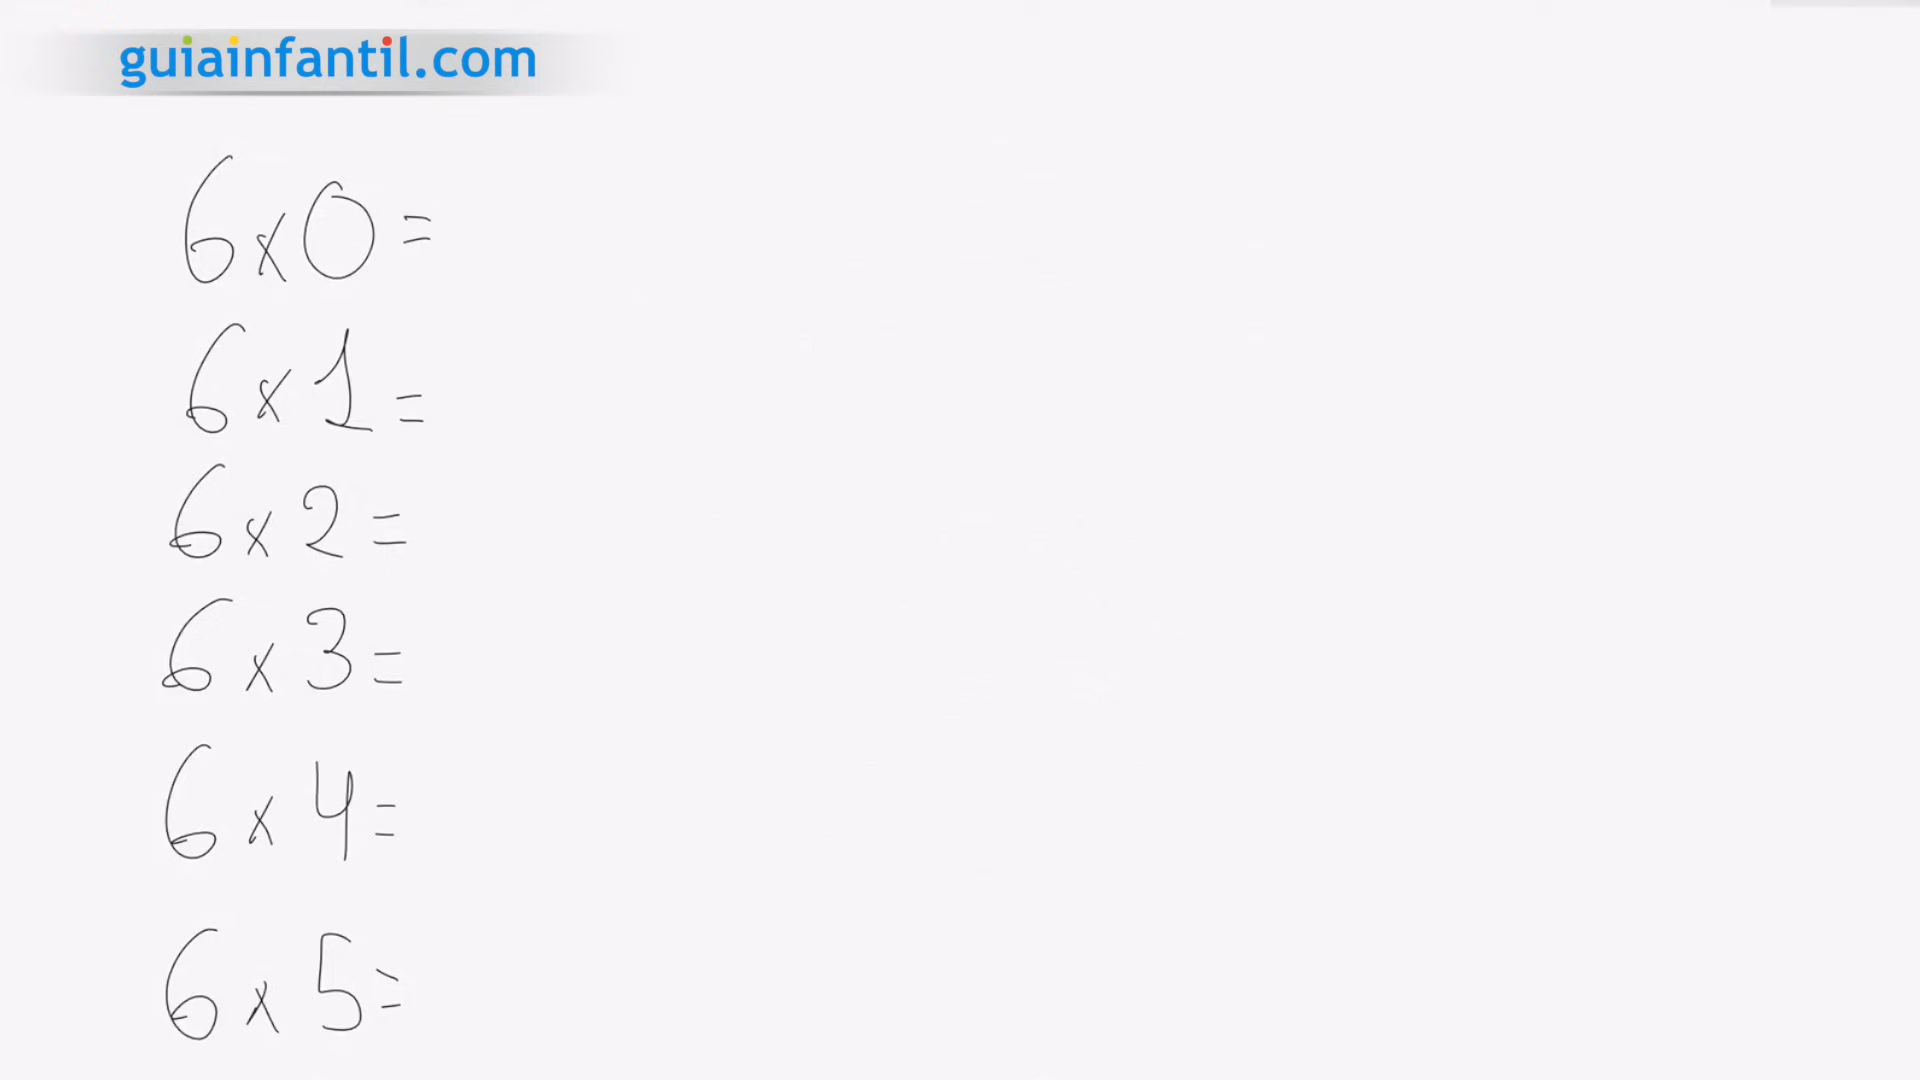 guiainfantil.com
6x0=
6x1=
6x2=
6x3=
6x4=
6x5=